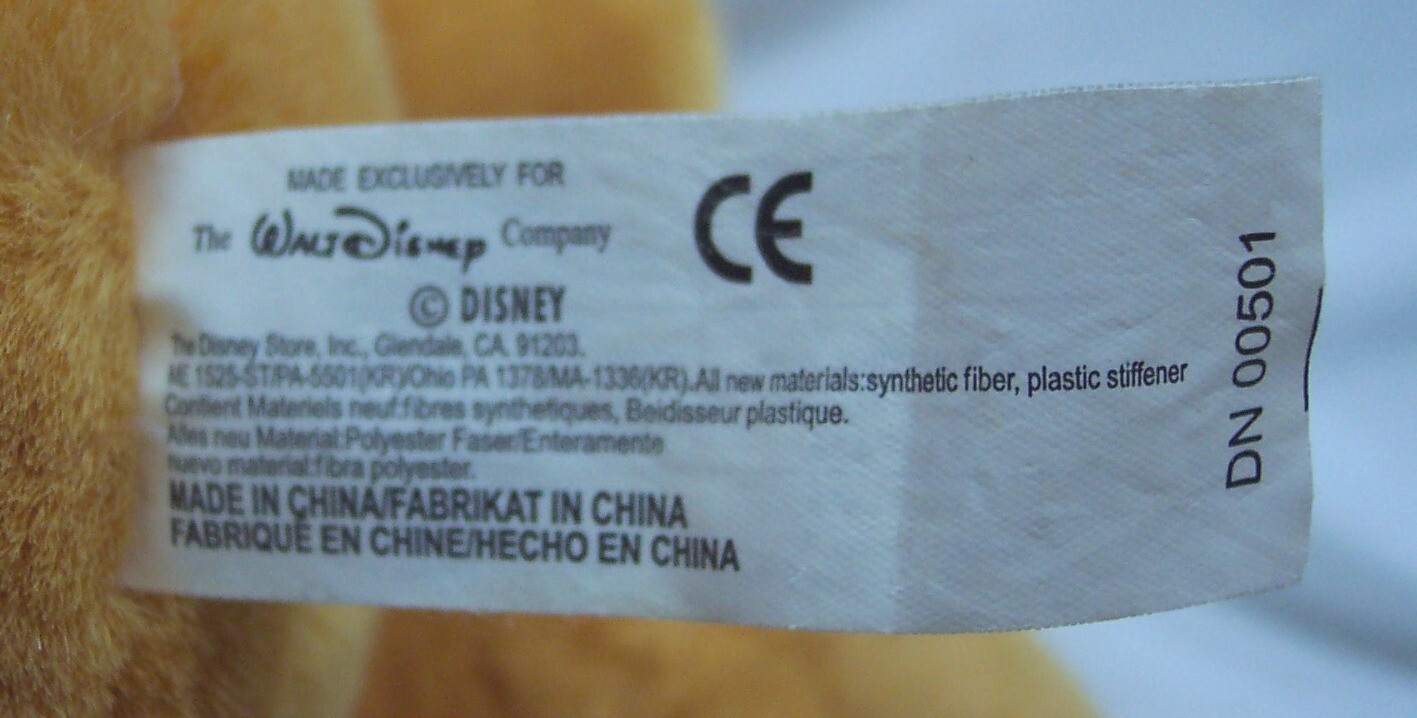 MADE EXCLUSIVELY FOR
The Walt Disney Company
CE
© DISNEY
The Disney Store, Inc., Glendale, CA. 91203.
RE 1525-ST/PA-5501(KR)/Ohio PA 1378/MA-1336(KR).All new materials:synthetic fiber, plastic stiffener
Contient Materiels neuf:fibres synthetiques, Beidisseur plastique.
Alles neu Material:Polyester Faser/Enteramente
nuevo material:fibra polyester.
MADE IN CHINA/FABRIKAT IN CHINA
FABRIQUÉ EN CHINE/HECHO EN CHINA
DN 00501